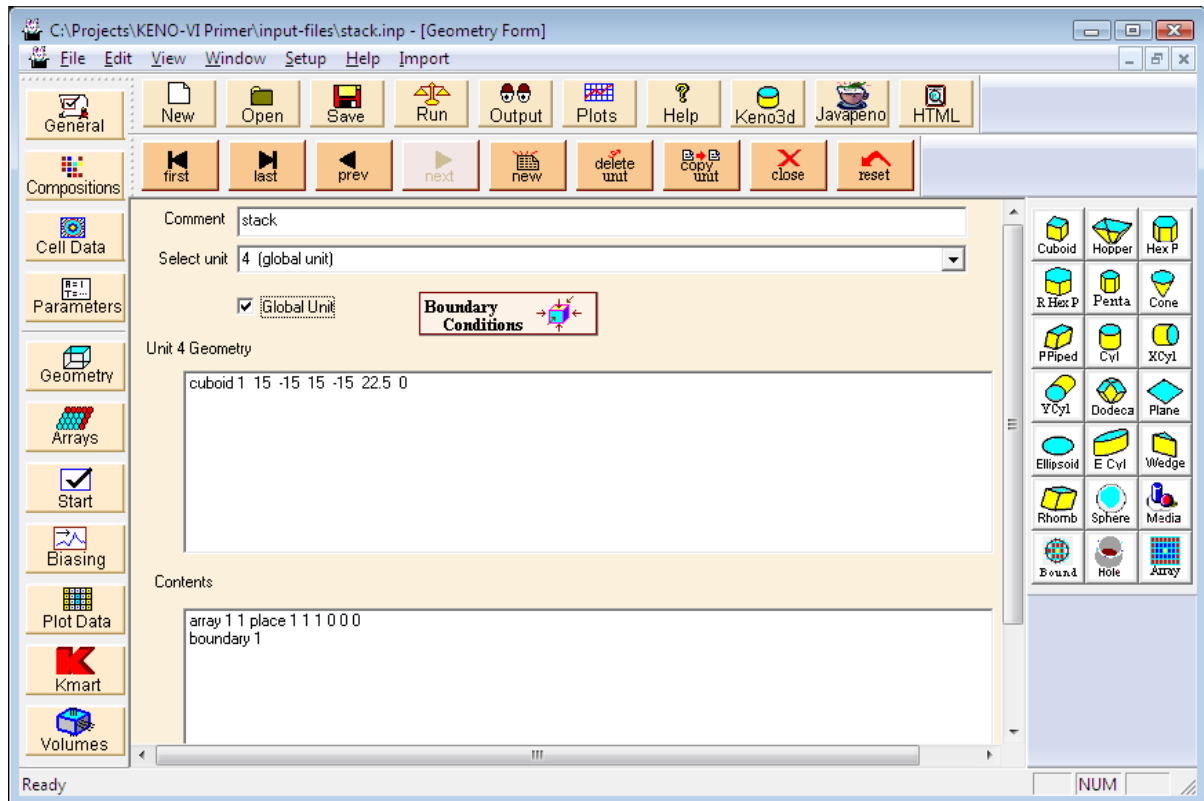 C:\Projects\KENO-VI Primer\input-files\stack.inp - [Geometry Form]
File Edit View Window Setup Help Import
New Open Save Run Output Plots Help Keno3d Javapeno HTML
first last prev next new delete unit copy unit close reset
General
Compositions
Cell Data
R=1
T=...
Parameters
Geometry
Arrays
Start
Biasing
Plot Data
Kmart
Volumes
Comment stack
Select unit 4 (global unit)
Global Unit
Boundary
Conditions
Unit 4 Geometry
cuboid 1 15 -15 15 -15 22.5 0
Contents
array 1 1 place 1 1 1 0 0 0
boundary 1
Cuboid Hopper Hex P
R Hex P Penta Cone
PPiped Cyl XCyl
YCyl Dodeca Plane
Ellipsoid E Cyl Wedge
Rhomb Sphere Media
Bound Hole Array
Ready
NUM